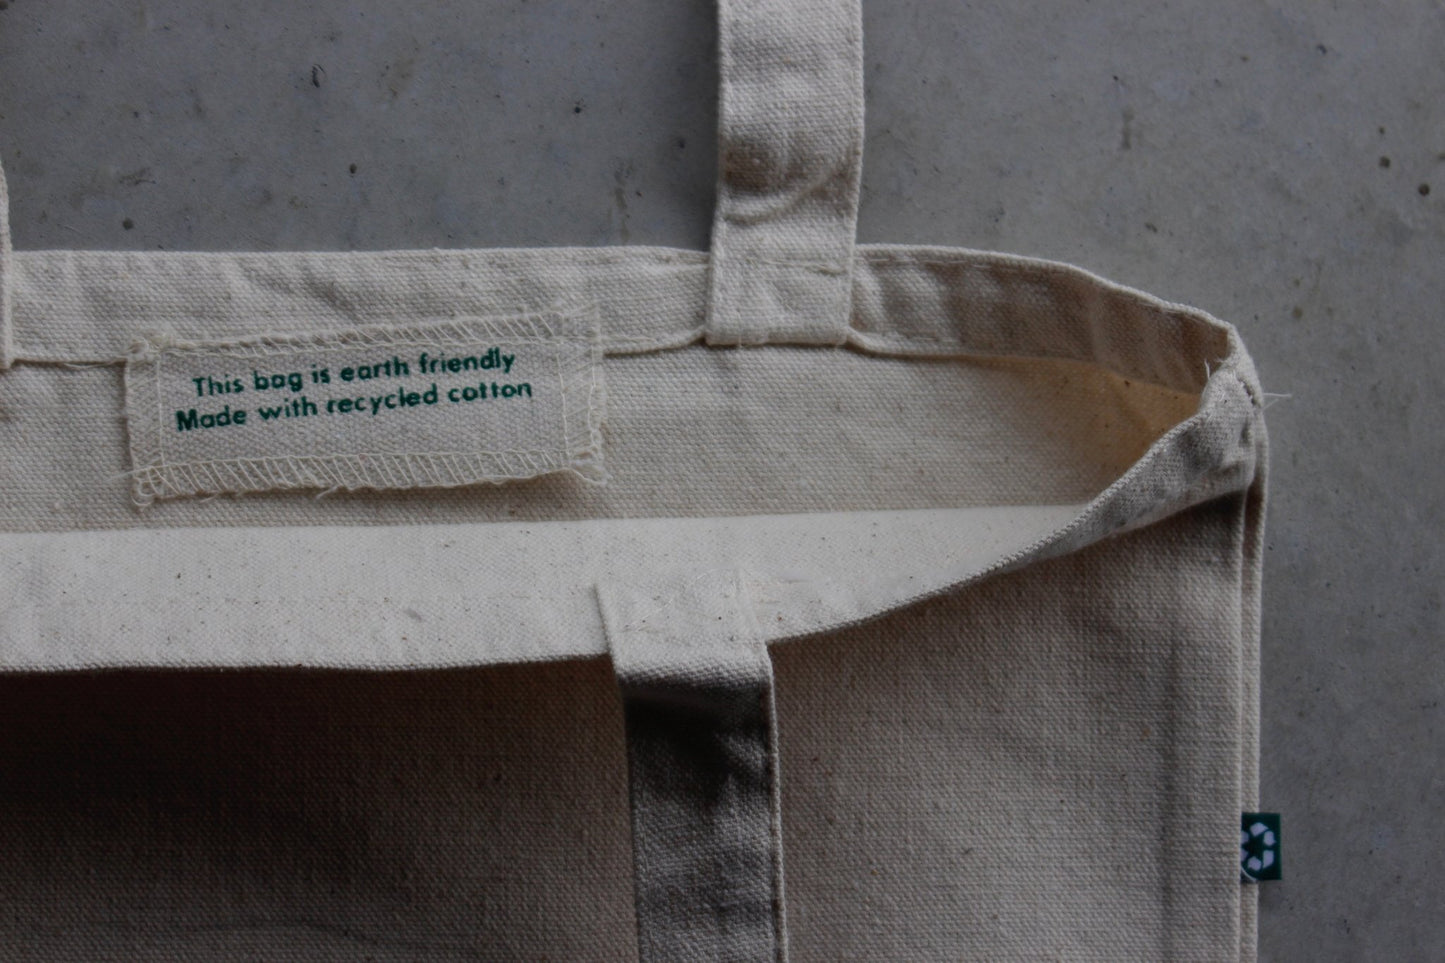 This bag is earth friendly
Made with recycled cotton